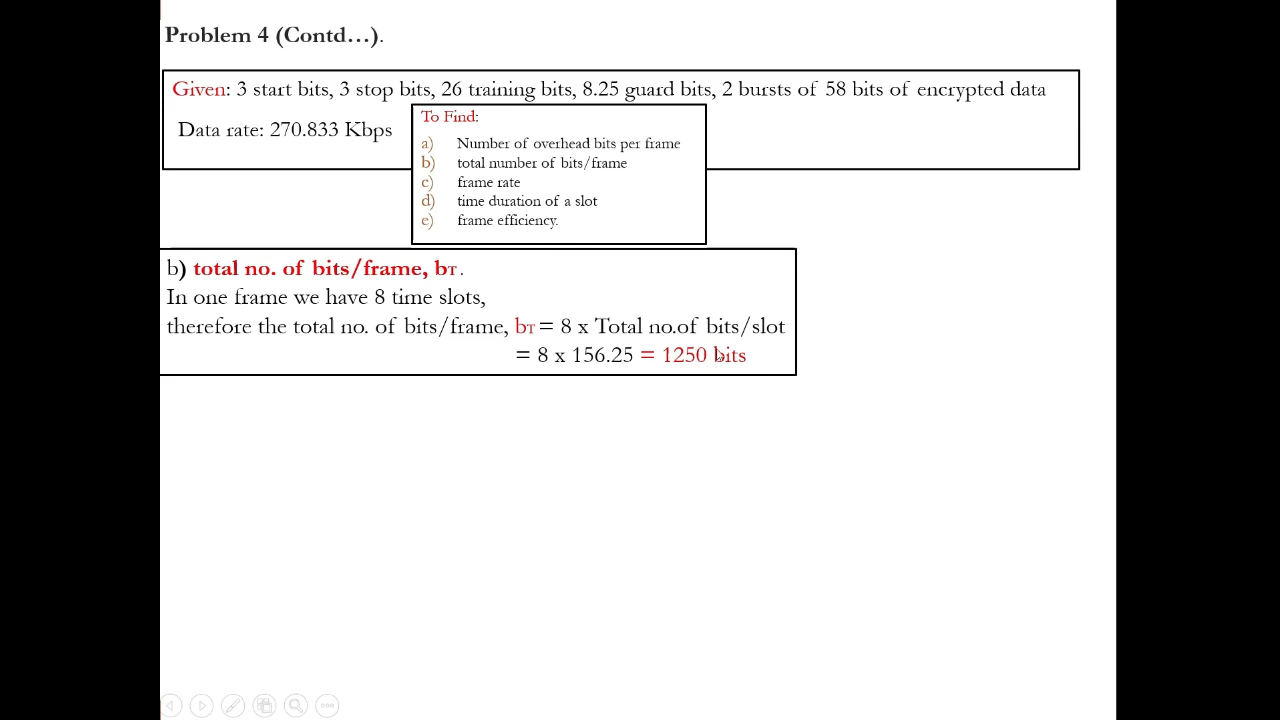 Problem 4 (Contd…).
Given: 3 start bits, 3 stop bits, 26 training bits, 8.25 guard bits, 2 bursts of 58 bits of encrypted data
Data rate: 270.833 Kbps
To Find:
a) Number of overhead bits per frame
b) total number of bits/frame
c) frame rate
d) time duration of a slot
e) frame efficiency.
b) total no. of bits/frame, bT.
In one frame we have 8 time slots,
therefore the total no. of bits/frame, bT = 8 x Total no.of bits/slot
= 8 x 156.25 = 1250 bits